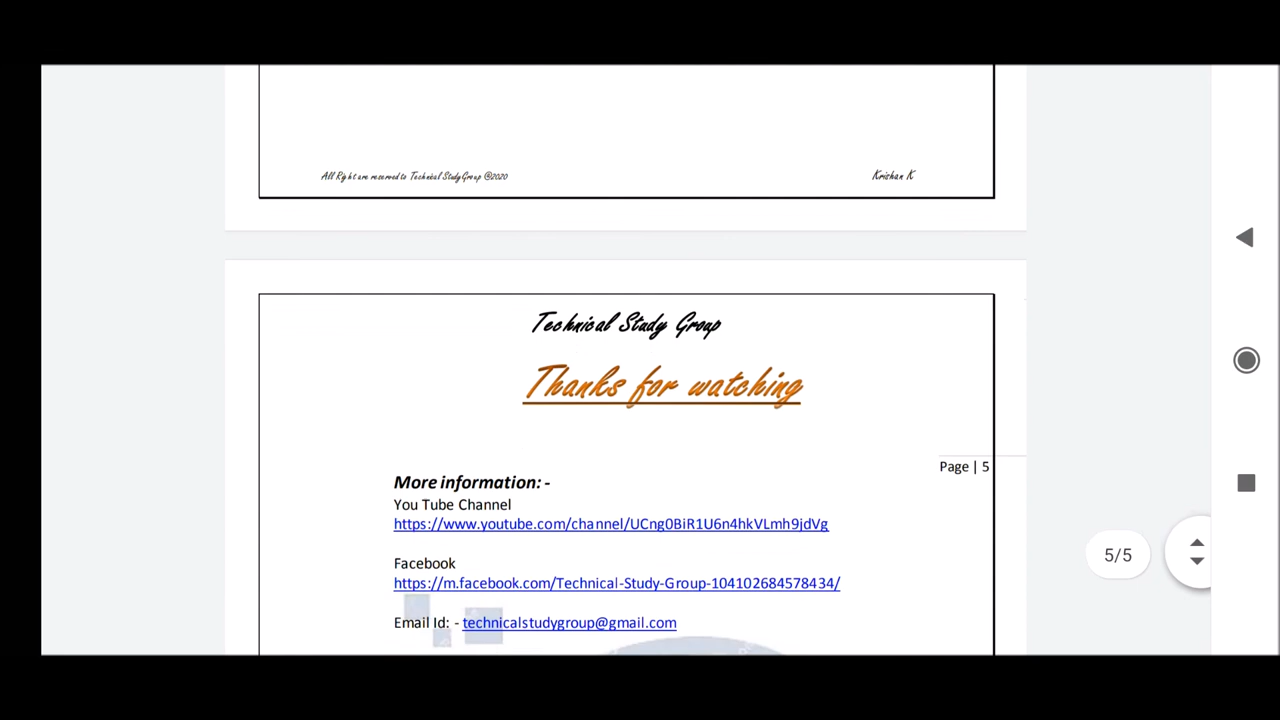 All Right are reserved to Technical Study Group @2020
Krishan K
Technical Study Group
Thanks for watching
Page | 5
More information: -
You Tube Channel
https://www.youtube.com/channel/UCng0BiR1U6n4hkVLmh9jdVg
5/5
Facebook
https://m.facebook.com/Technical-Study-Group-104102684578434/
Email Id: - technicalstudygroup@gmail.com